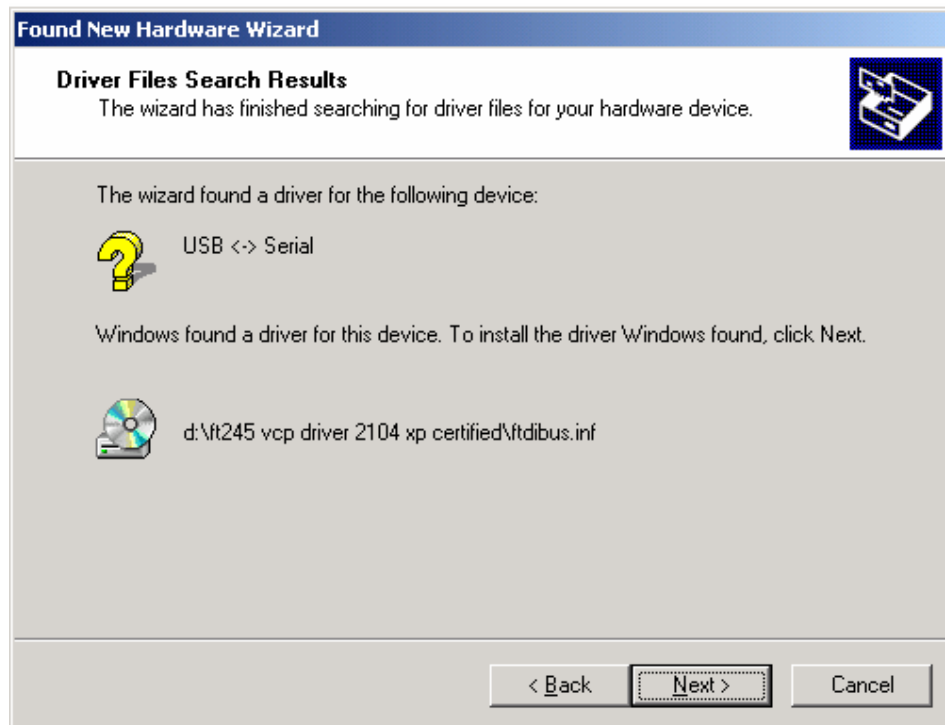 Found New Hardware Wizard
Driver Files Search Results
The wizard has finished searching for driver files for your hardware device.
The wizard found a driver for the following device:
USB <-> Serial
Windows found a driver for this device. To install the driver Windows found, click Next.
d:\ft245 vcp driver 2104 xp certified\ftdibus.inf
< Back Next > Cancel